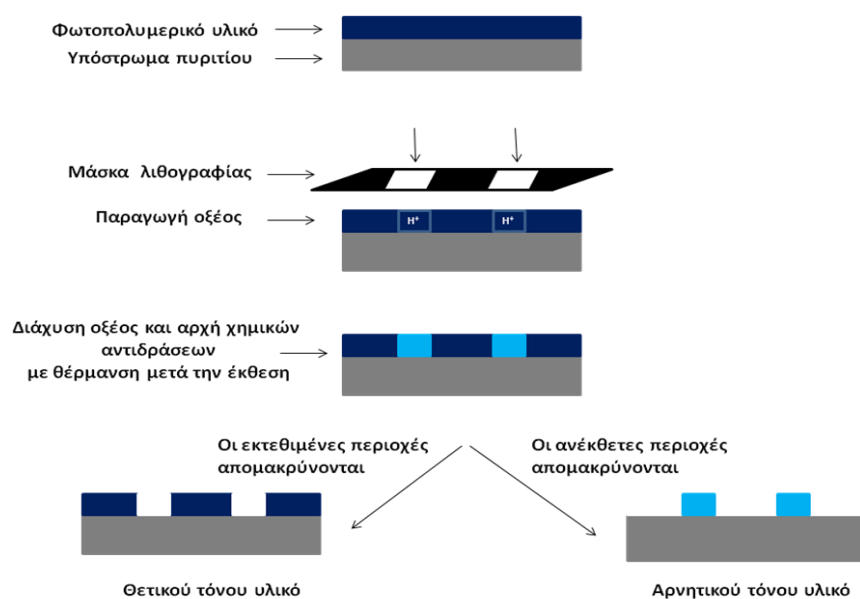 Φωτοπολυμερικό υλικό
Υπόστρωμα πυριτίου
Μάσκα λιθογραφίας
Παραγωγή οξέος
H+ H+
Διάχυση οξέος και αρχή χημικών
αντιδράσεων
με θέρμανση μετά την έκθεση
Οι εκτεθιμένες περιοχές
απομακρύνονται
Οι ανέκθετες περιοχές
απομακρύνονται
Θετικού τόνου υλικό
Αρνητικού τόνου υλικό